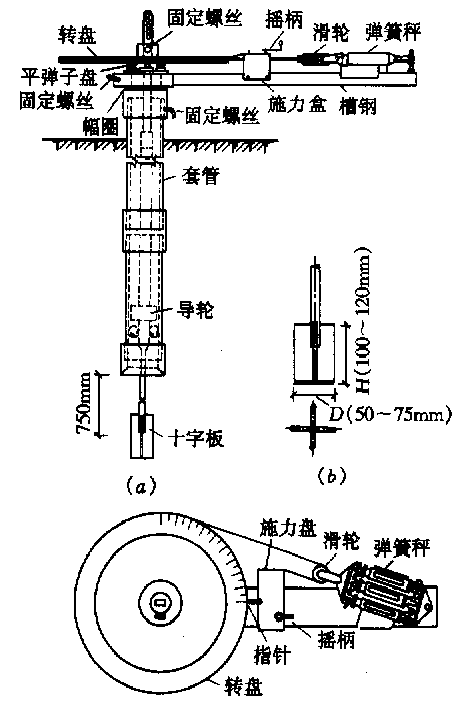 固定螺丝
摇柄
转盘
滑轮
弹簧秤
平弹子盘
固定螺丝
固定螺丝
施力盒
槽钢
幅圈
套管
导轮
750mm
十字板
H(100~120mm)
D(50~75mm)
(a)
(b)
施力盘
滑轮
弹簧秤
摇柄
指针
转盘